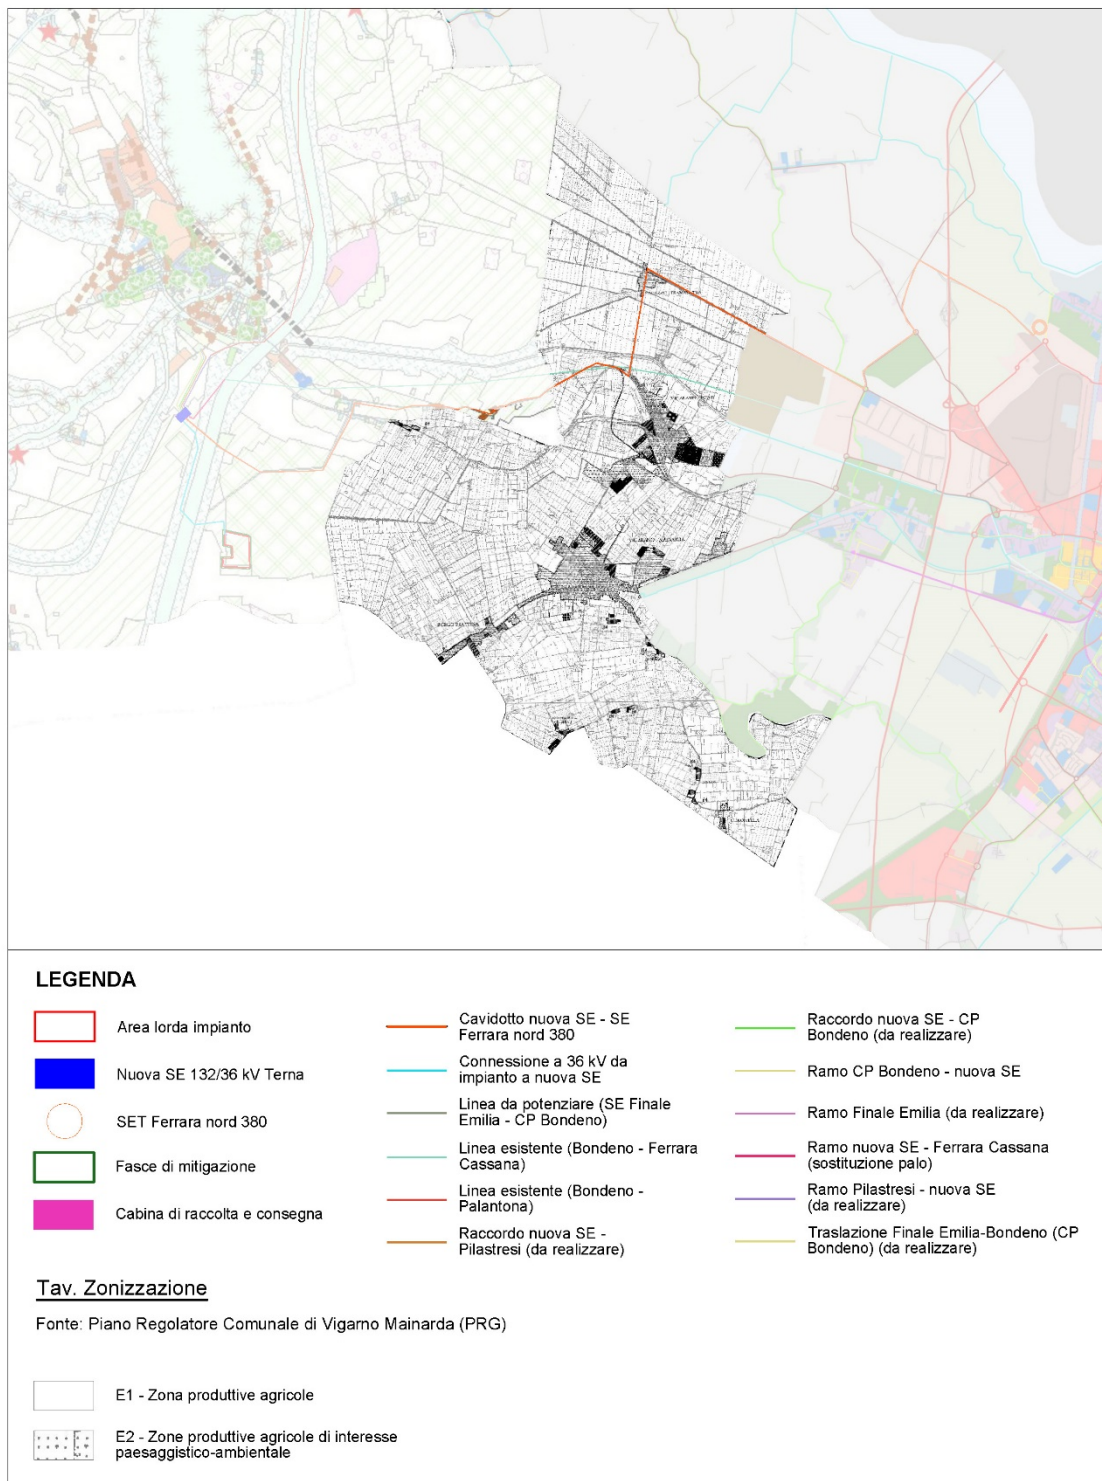 LEGENDA
Area lorda impianto
Nuova SE 132/36 kV Terna
SET Ferrara nord 380
Fasce di mitigazione
Cabina di raccolta e consegna
Cavidotto nuova SE - SE
Ferrara nord 380
Connessione a 36 kV da
impianto a nuova SE
Linea da potenziare (SE Finale
Emilia - CP Bondeno)
Linea esistente (Bondeno - Ferrara
Cassana)
Linea esistente (Bondeno -
Palantona)
Raccordo nuova SE -
Pilastresi (da realizzare)
Raccordo nuova SE - CP
Bondeno (da realizzare)
Ramo CP Bondeno - nuova SE
Ramo Finale Emilia (da realizzare)
Ramo nuova SE - Ferrara Cassana
(sostituzione palo)
Ramo Pilastresi - nuova SE
(da realizzare)
Traslazione Finale Emilia-Bondeno (CP
Bondeno) (da realizzare)
Tav. Zonizzazione
Fonte: Piano Regolatore Comunale di Vigarno Mainarda (PRG)
E1 - Zona produttive agricole
E2 - Zone produttive agricole di interesse
paesaggistico-ambientale